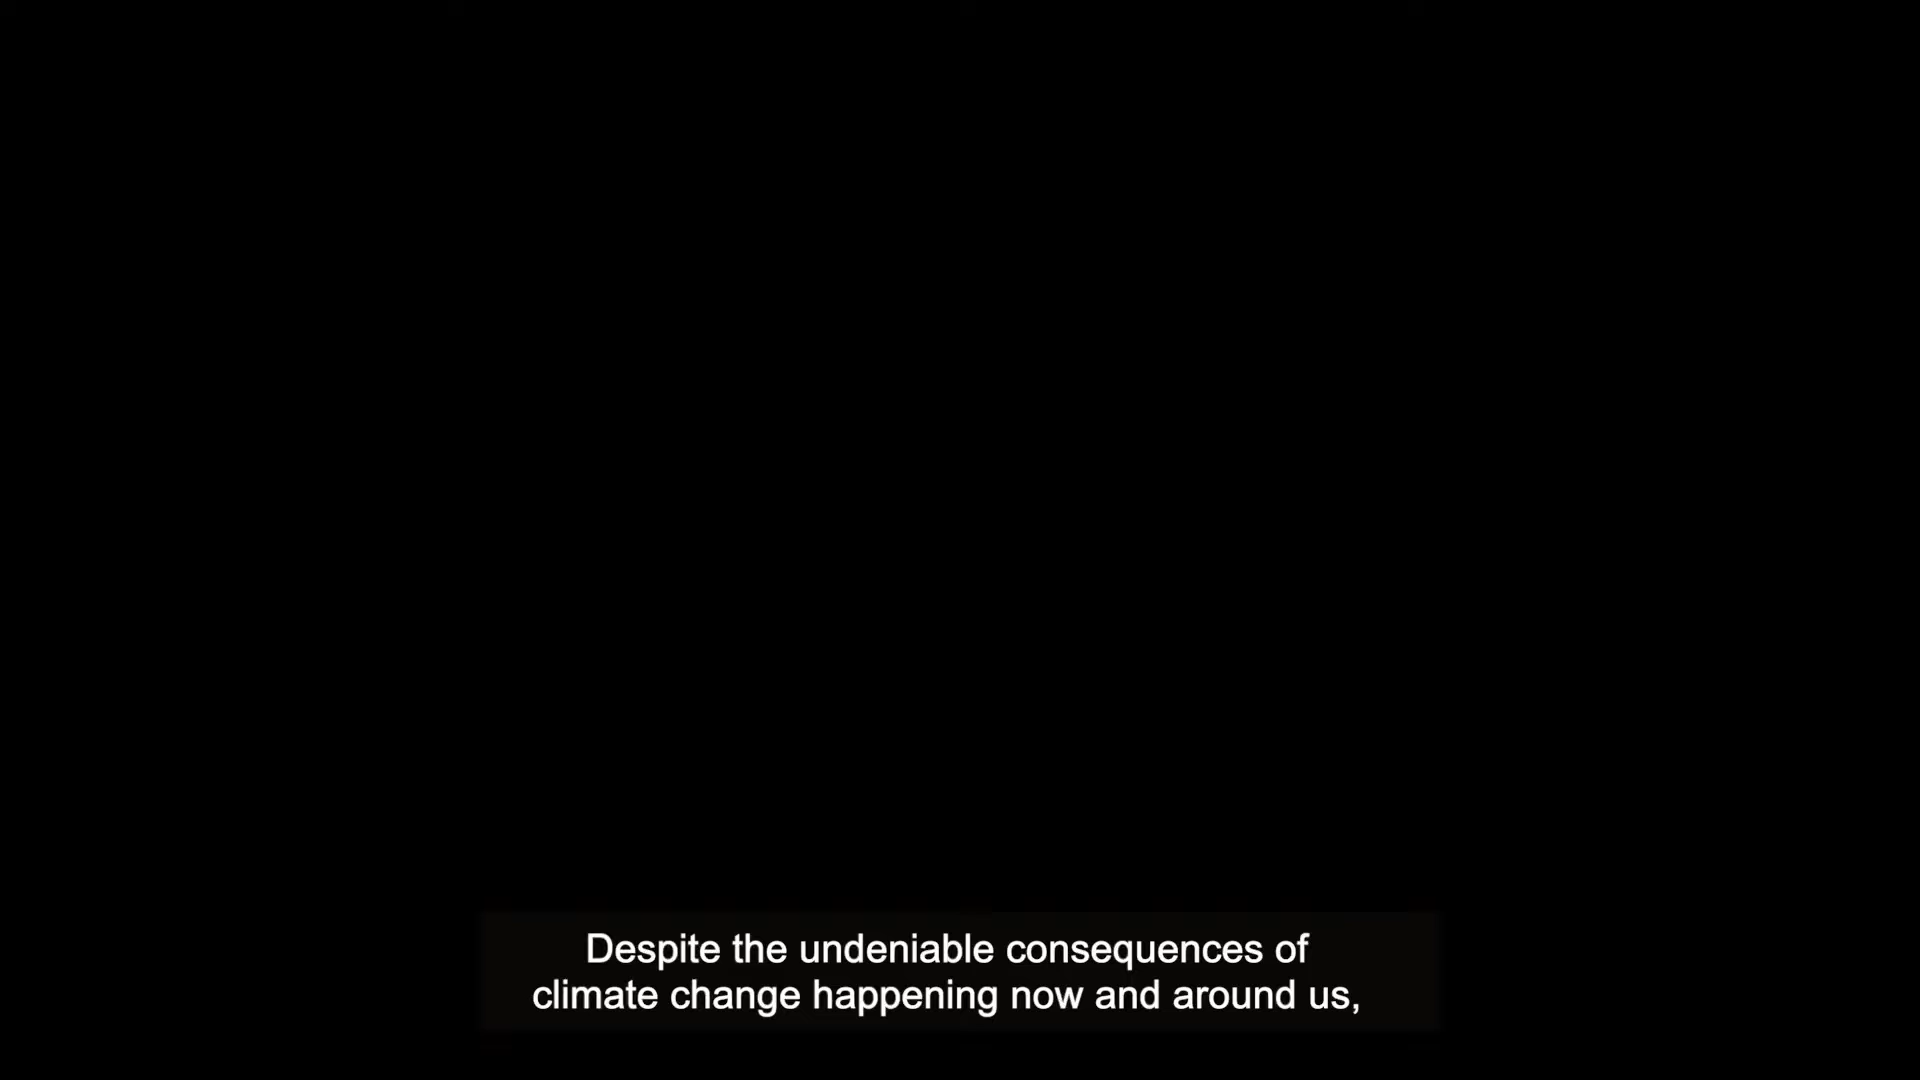 Despite the undeniable consequences of
climate change happening now and around us,